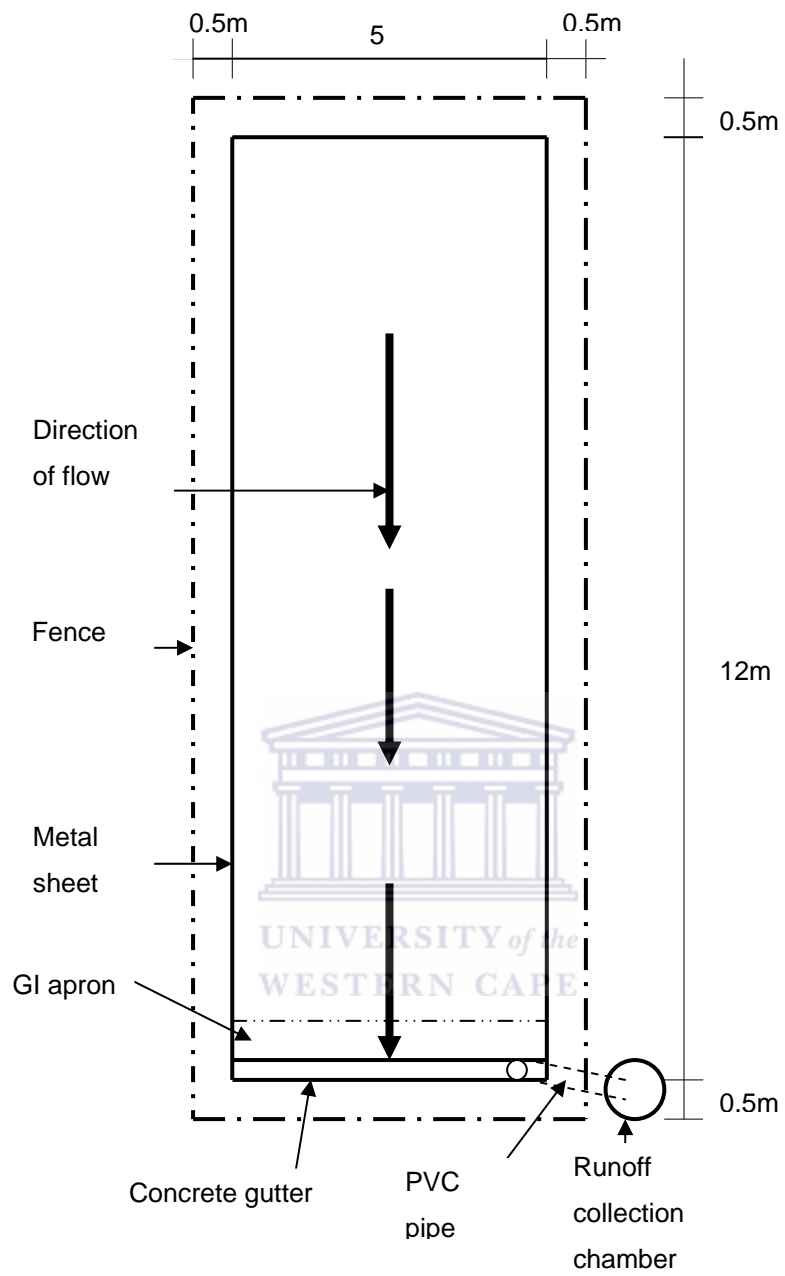 0.5m
5
0.5m
0.5m
Direction
of flow
Fence
12m
Metal
sheet
UNIVERSITY of the
WESTERN CAPE
GI apron
0.5m
Concrete gutter
PVC
pipe
Runoff
collection
chamber